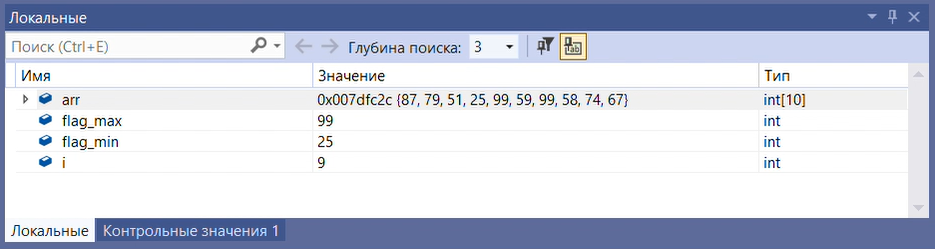 Локальные
Поиск (Ctrl+E) Глубина поиска: 3
Имя Значение Тип
arr 0x007dfc2c {87, 79, 51, 25, 99, 59, 99, 58, 74, 67} int[10]
flag_max 99 int
flag_min 25 int
i 9 int
Локальные Контрольные значения 1